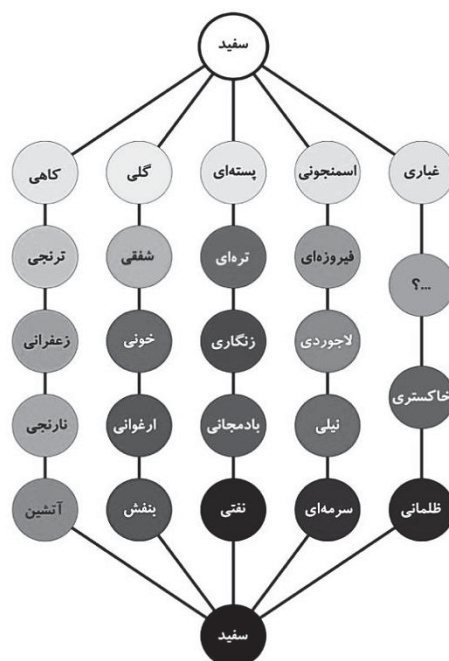 سفید
غباری
اسمنجونی
پسته‌ای
گلی
کاهی
...؟
فیروزه‌ای
تره‌ای
شفقی
ترنجی
خاکستری
لاجوردی
زنگاری
خونی
زعفرانی
نیلی
بادمجانی
ارغوانی
نارنجی
ظلمانی
سرمه‌ای
نفتی
بنفش
آتشین
سفید